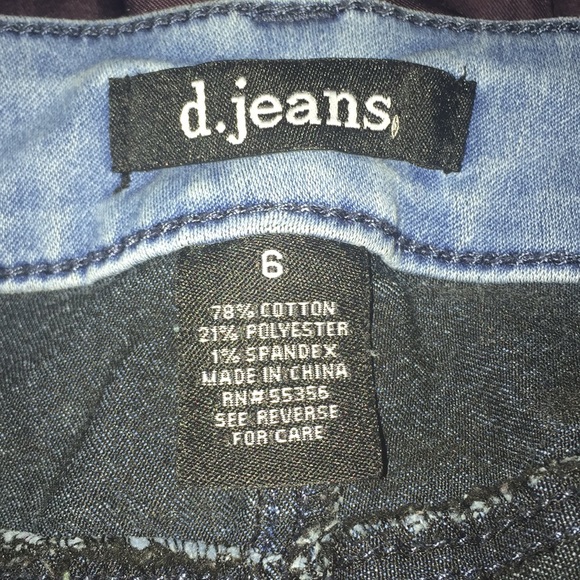 d.jeans
6
78% COTTON
21% POLYESTER
1% SPANDEX
MADE IN CHINA
RN# 55356
SEE REVERSE
FOR CARE